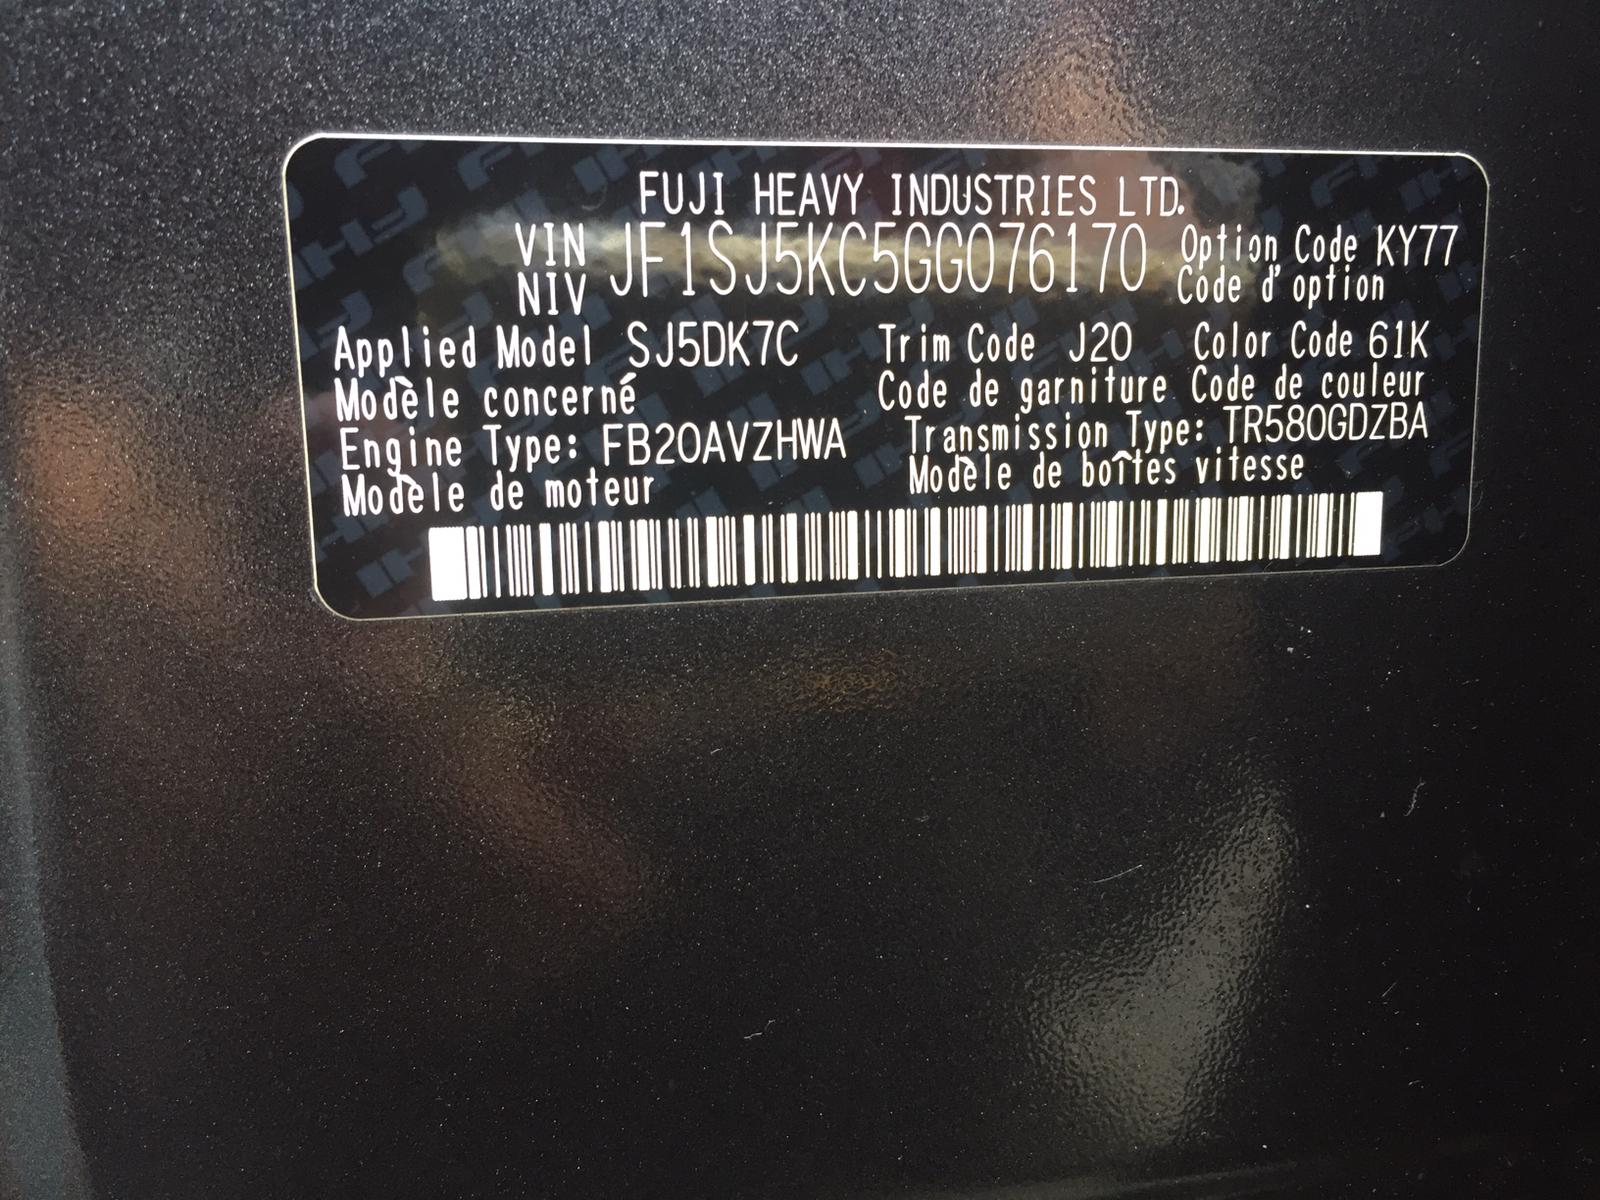 FUJI HEAVY INDUSTRIES LTD.
VIN JF1SJ5KC5GG076170 Option Code KY77
NIV Code d'option
Applied Model SJ5DK7C Trim Code J20 Color Code 61K
Modèle concerné Code de garniture Code de couleur
Engine Type: FB20AVZHWA Transmission Type: TR580GDZBA
Modèle de moteur Modèle de boîtes vitesse